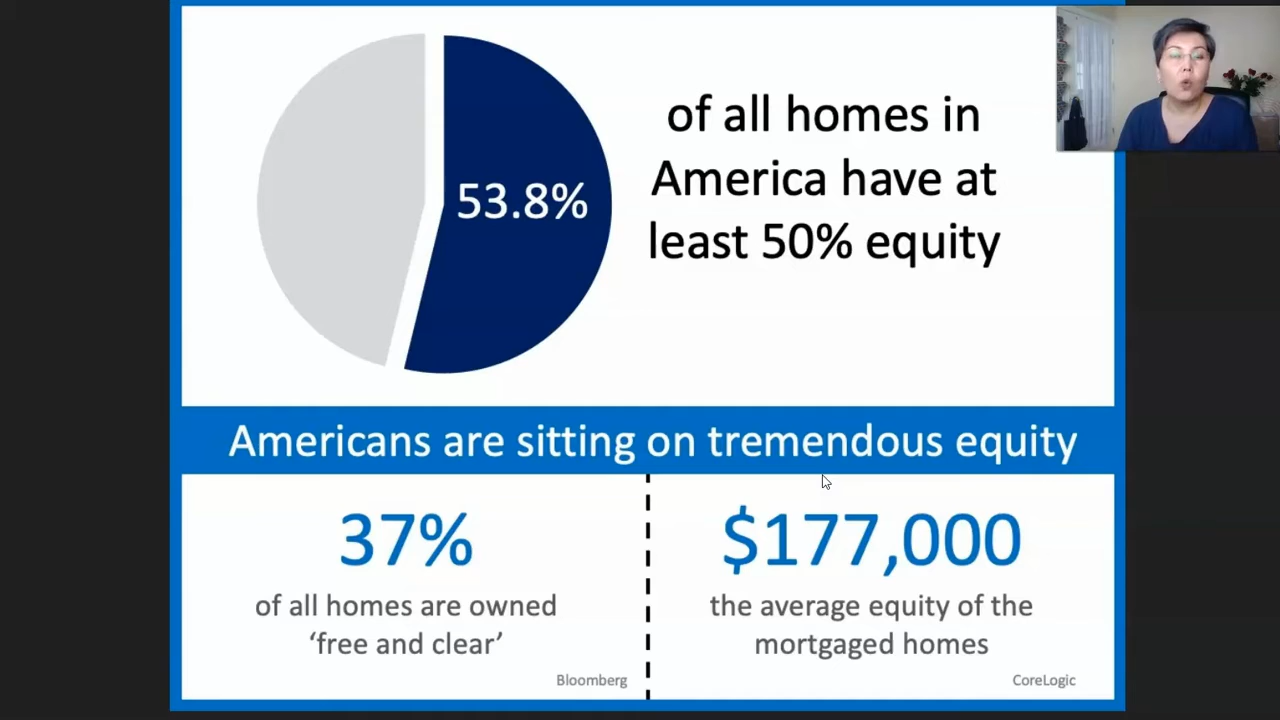 53.8%
of all homes in
America have at
least 50% equity
Americans are sitting on tremendous equity
37%
of all homes are owned
‘free and clear’
Bloomberg
$177,000
the average equity of the
mortgaged homes
CoreLogic